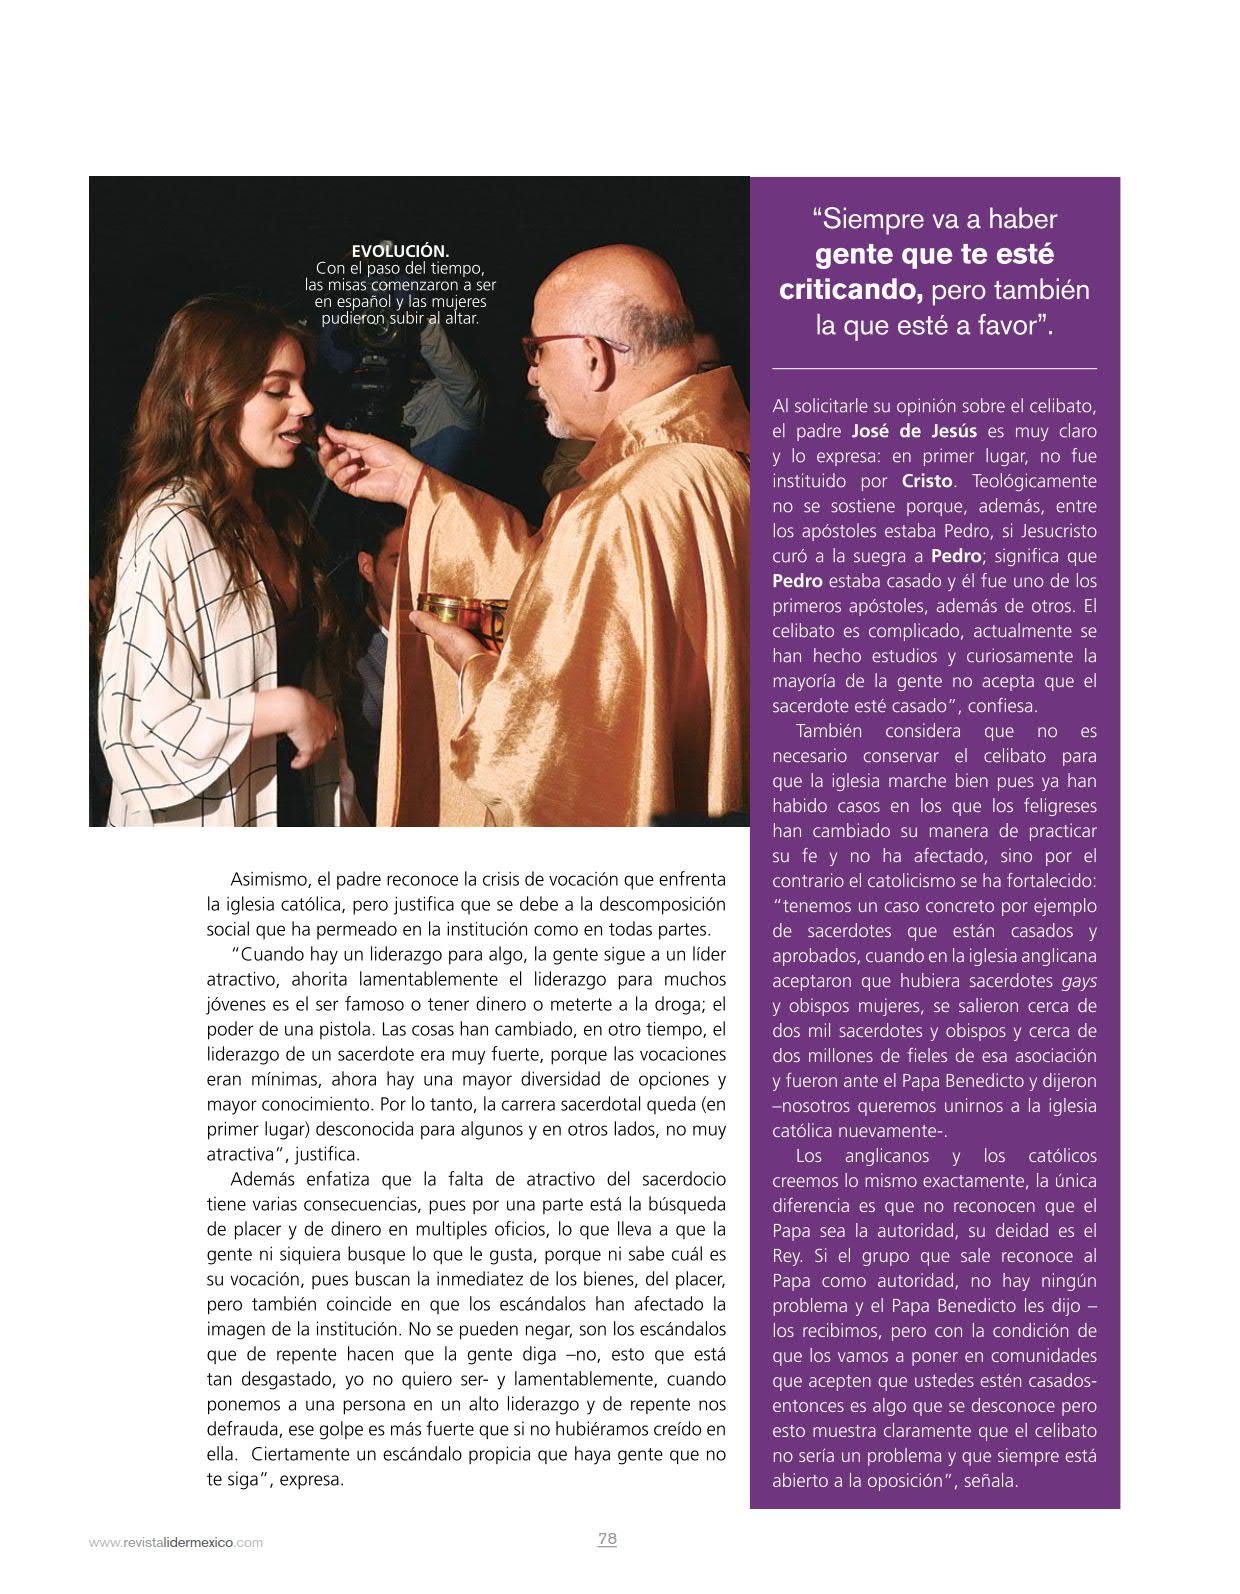 EVOLUCIÓN.
Con el paso del tiempo,
las misas comenzaron a ser
en español y las mujeres
pudieron subir al altar.
Asimismo, el padre reconoce la crisis de vocación que enfrenta
la iglesia católica, pero justifica que se debe a la descomposición
social que ha permeado en la institución como en todas partes.
“Cuando hay un liderazgo para algo, la gente sigue a un líder
atractivo, ahorita lamentablemente el liderazgo para muchos
jóvenes es el ser famoso o tener dinero o meterte a la droga; el
poder de una pistola. Las cosas han cambiado, en otro tiempo, el
liderazgo de un sacerdote era muy fuerte, porque las vocaciones
eran mínimas, ahora hay una mayor diversidad de opciones y
mayor conocimiento. Por lo tanto, la carrera sacerdotal queda (en
primer lugar) desconocida para algunos y en otros lados, no muy
atractiva”, justifica.
Además enfatiza que la falta de atractivo del sacerdocio
tiene varias consecuencias, pues por una parte está la búsqueda
de placer y de dinero en multiples oficios, lo que lleva a que la
gente ni siquiera busque lo que le gusta, porque ni sabe cuál es
su vocación, pues buscan la inmediatez de los bienes, del placer,
pero también coincide en que los escándalos han afectado la
imagen de la institución. No se pueden negar, son los escándalos
que de repente hacen que la gente diga –no, esto que está
tan desgastado, yo no quiero ser- y lamentablemente, cuando
ponemos a una persona en un alto liderazgo y de repente nos
defrauda, ese golpe es más fuerte que si no hubiéramos creído en
ella. Ciertamente un escándalo propicia que haya gente que no
te siga”, expresa.
“Siempre va a haber
gente que te esté
criticando, pero también
la que esté a favor”.
Al solicitarle su opinión sobre el celibato,
el padre José de Jesús es muy claro
y lo expresa: en primer lugar, no fue
instituido por Cristo. Teológicamente
no se sostiene porque, además, entre
los apóstoles estaba Pedro, si Jesucristo
curó a la suegra a Pedro; significa que
Pedro estaba casado y él fue uno de los
primeros apóstoles, además de otros. El
celibato es complicado, actualmente se
han hecho estudios y curiosamente la
mayoría de la gente no acepta que el
sacerdote esté casado”, confiesa.
También considera que no es
necesario conservar el celibato para
que la iglesia marche bien pues ya han
habido casos en los que los feligreses
han cambiado su manera de practicar
su fe y no ha afectado, sino por el
contrario el catolicismo se ha fortalecido:
“tenemos un caso concreto por ejemplo
de sacerdotes que están casados y
aprobados, cuando en la iglesia anglicana
aceptaron que hubiera sacerdotes gays
y obispos mujeres, se salieron cerca de
dos mil sacerdotes y obispos y cerca de
dos millones de fieles de esa asociación
y fueron ante el Papa Benedicto y dijeron
–nosotros queremos unirnos a la iglesia
católica nuevamente-.
Los anglicanos y los católicos
creemos lo mismo exactamente, la única
diferencia es que no reconocen que el
Papa sea la autoridad, su deidad es el
Rey. Si el grupo que sale reconoce al
Papa como autoridad, no hay ningún
problema y el Papa Benedicto les dijo –
los recibimos, pero con la condición de
que los vamos a poner en comunidades
que acepten que ustedes estén casados-
entonces es algo que se desconoce pero
esto muestra claramente que el celibato
no sería un problema y que siempre está
abierto a la oposición”, señala.
www.revistalidermexico.com
78